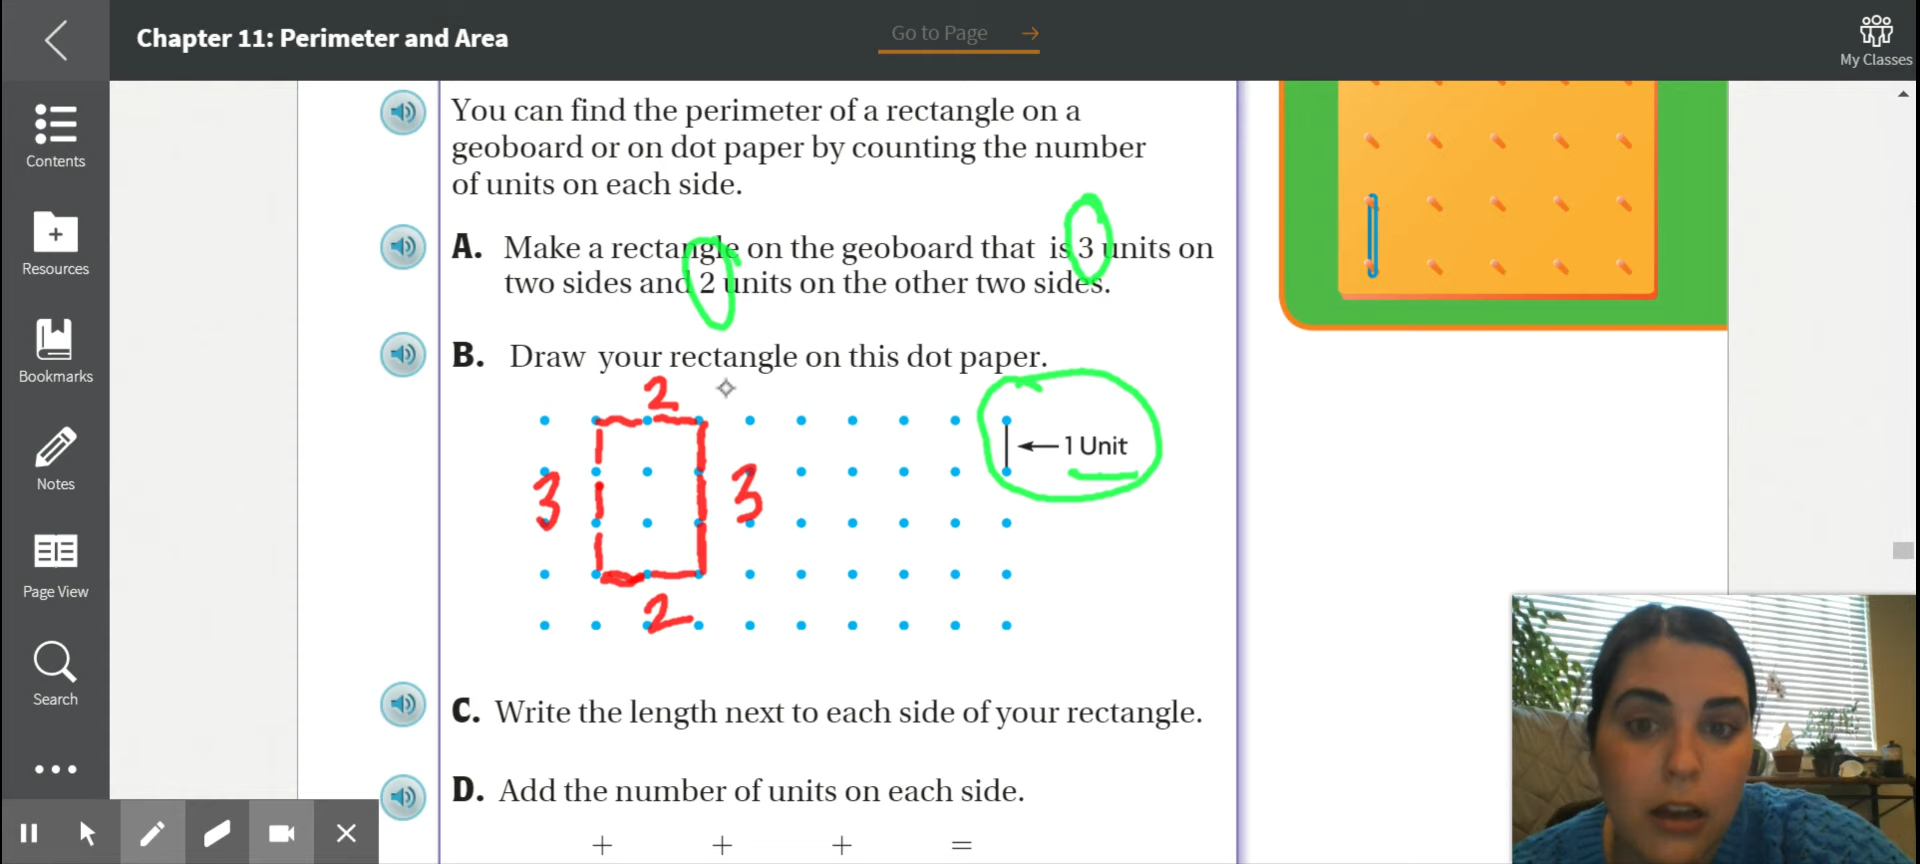 Chapter 11: Perimeter and Area
Go to Page →
My Classes
Contents
Resources
Bookmarks
Notes
Page View
Search
You can find the perimeter of a rectangle on a
geoboard or on dot paper by counting the number
of units on each side.
A. Make a rectangle on the geoboard that is 3 units on
two sides and 2 units on the other two sides.
B. Draw your rectangle on this dot paper.
2
← 1 Unit
3
3
2
C. Write the length next to each side of your rectangle.
D. Add the number of units on each side.
+ + + =